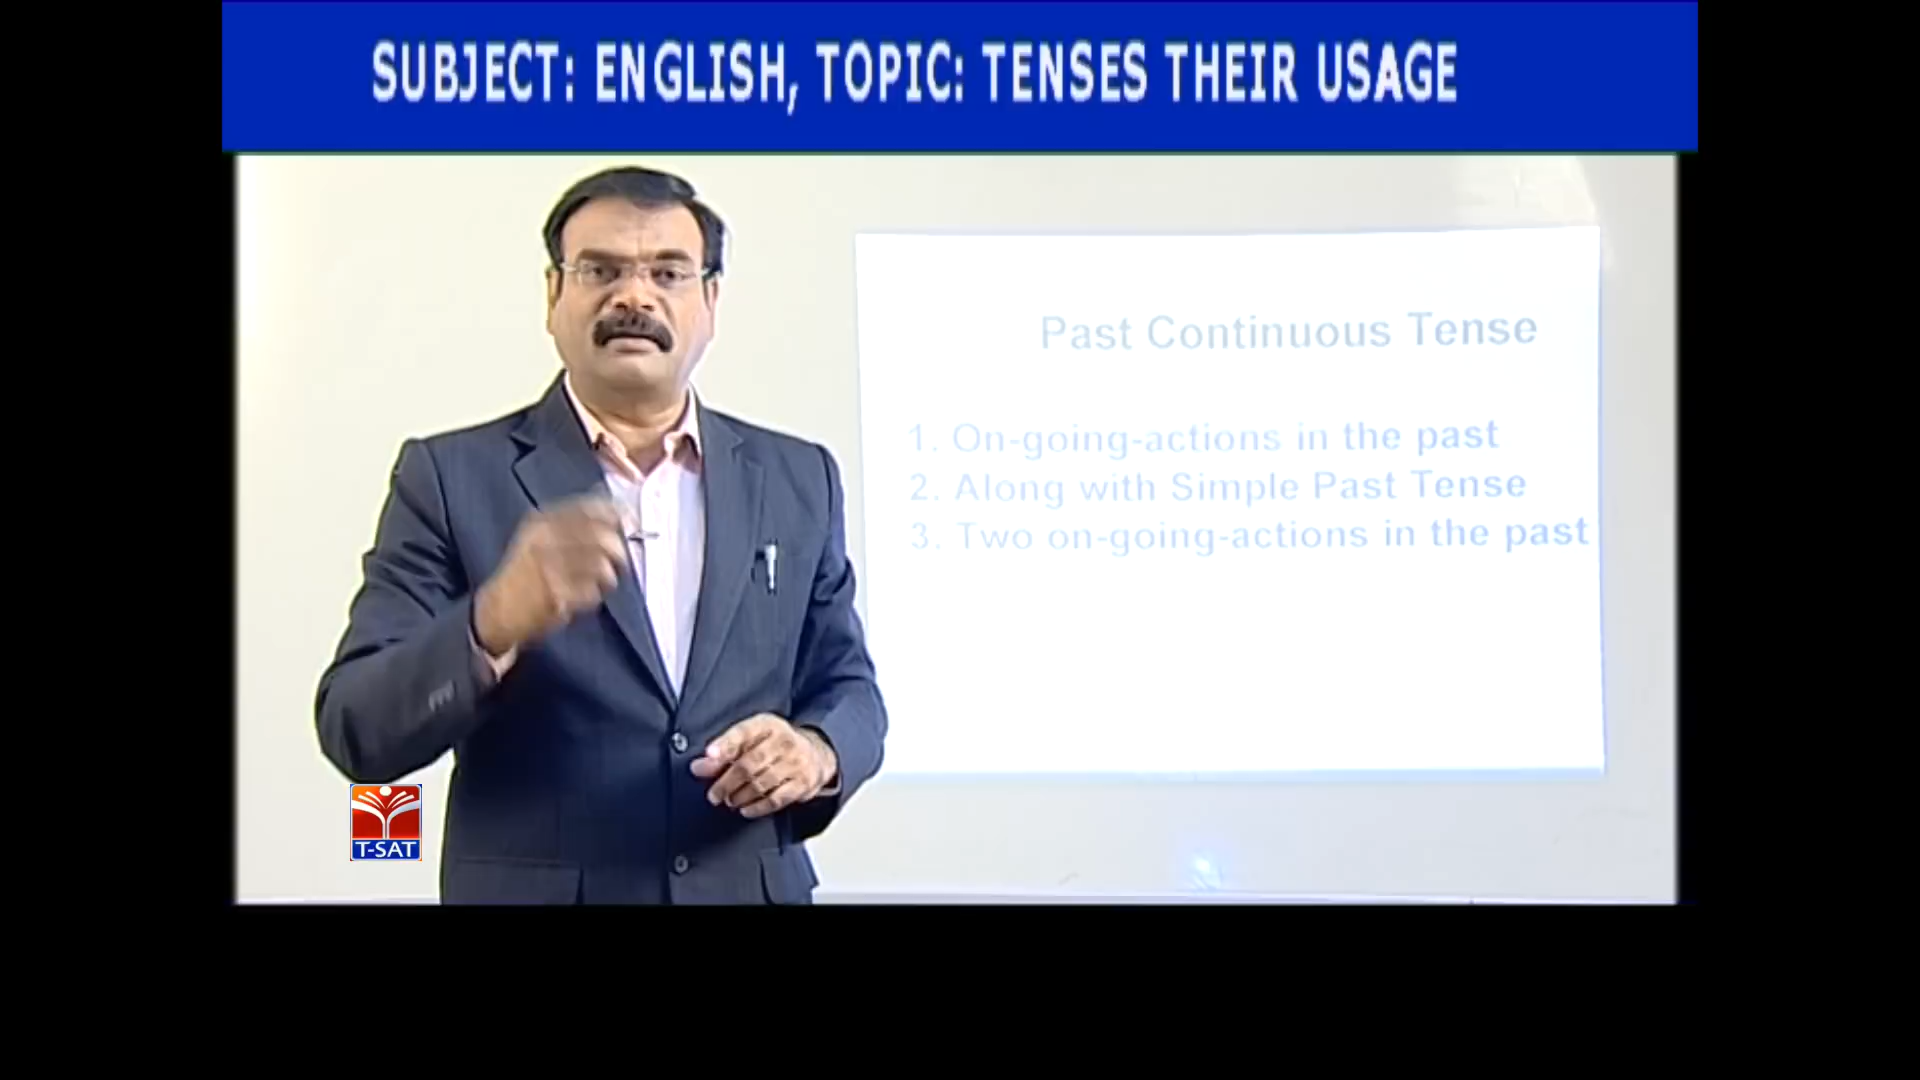 SUBJECT: ENGLISH, TOPIC: TENSES THEIR USAGE
Past Continuous Tense
1. On-going-actions in the past
2. Along with Simple Past Tense
3. Two on-going-actions in the past
T-SAT